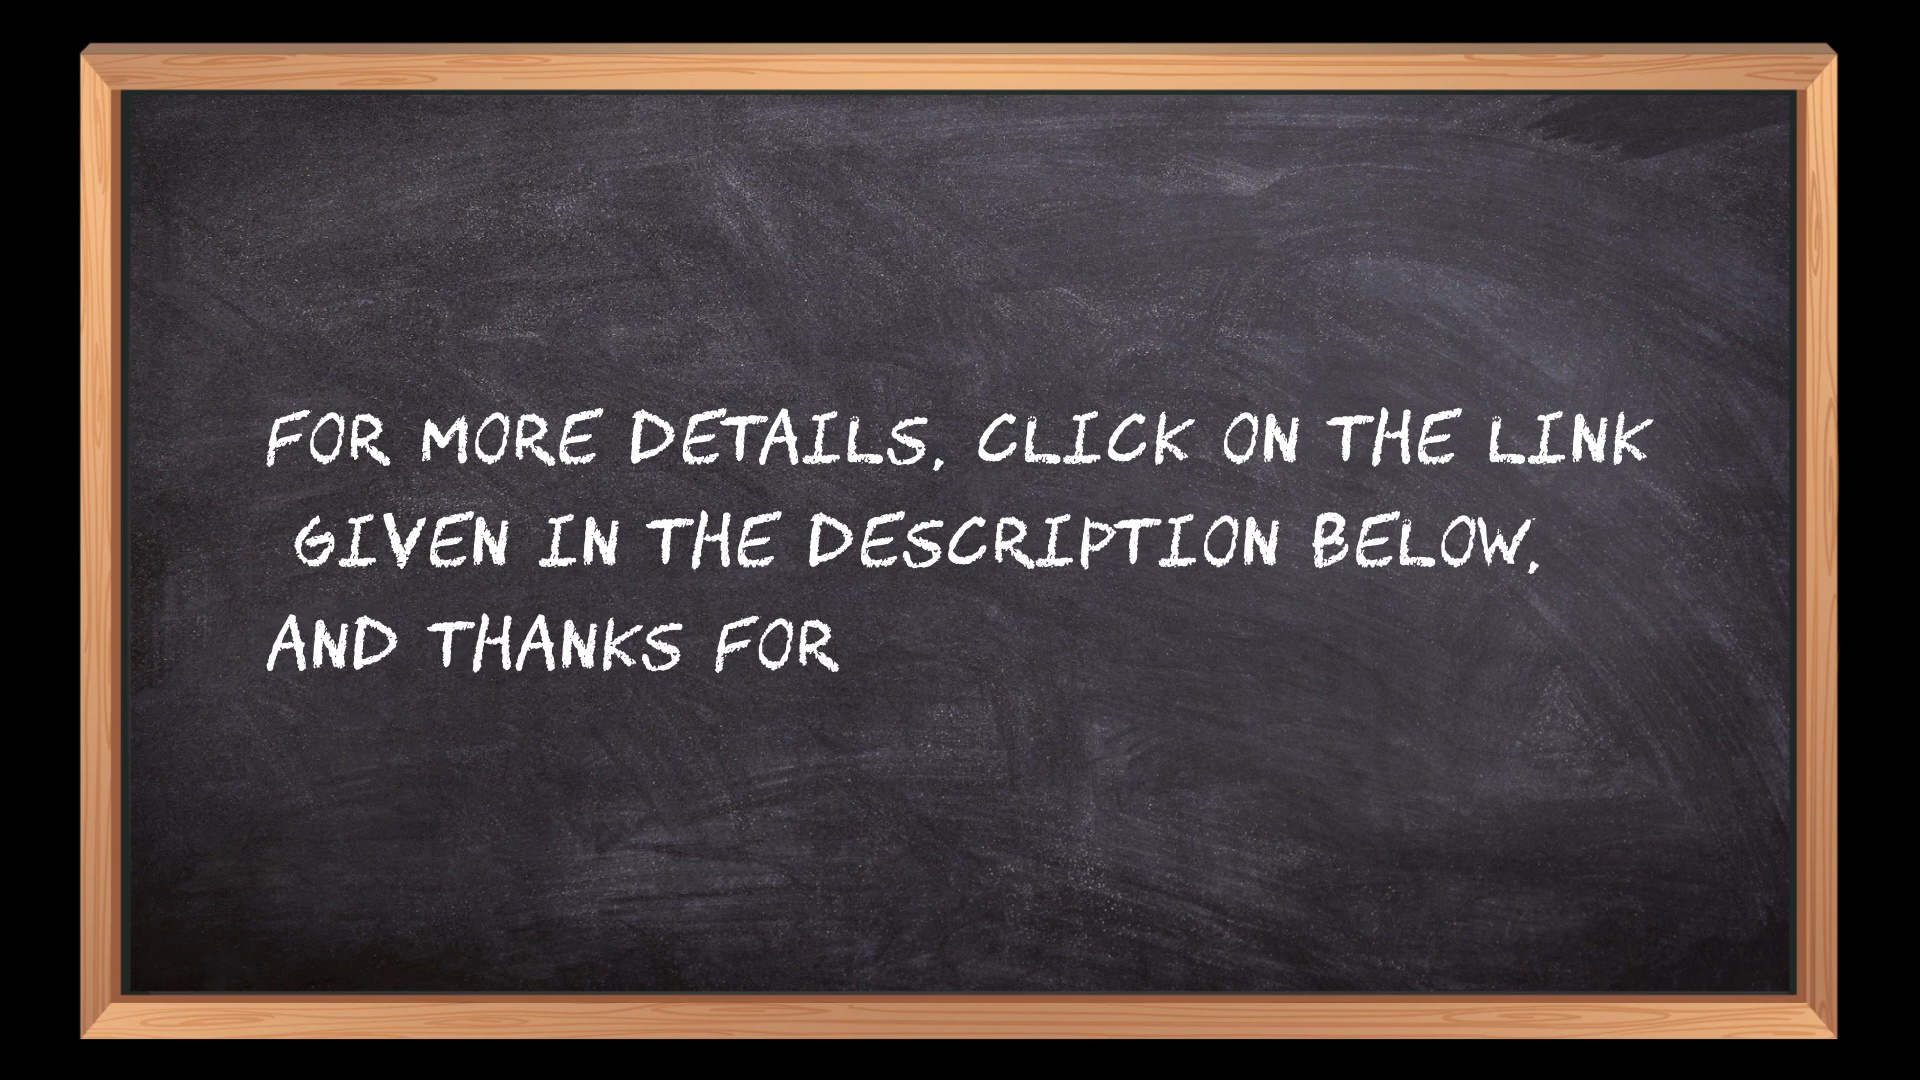 FOR MORE DETAILS, CLICK ON THE LINK
GIVEN IN THE DESCRIPTION BELOW,
AND THANKS FOR